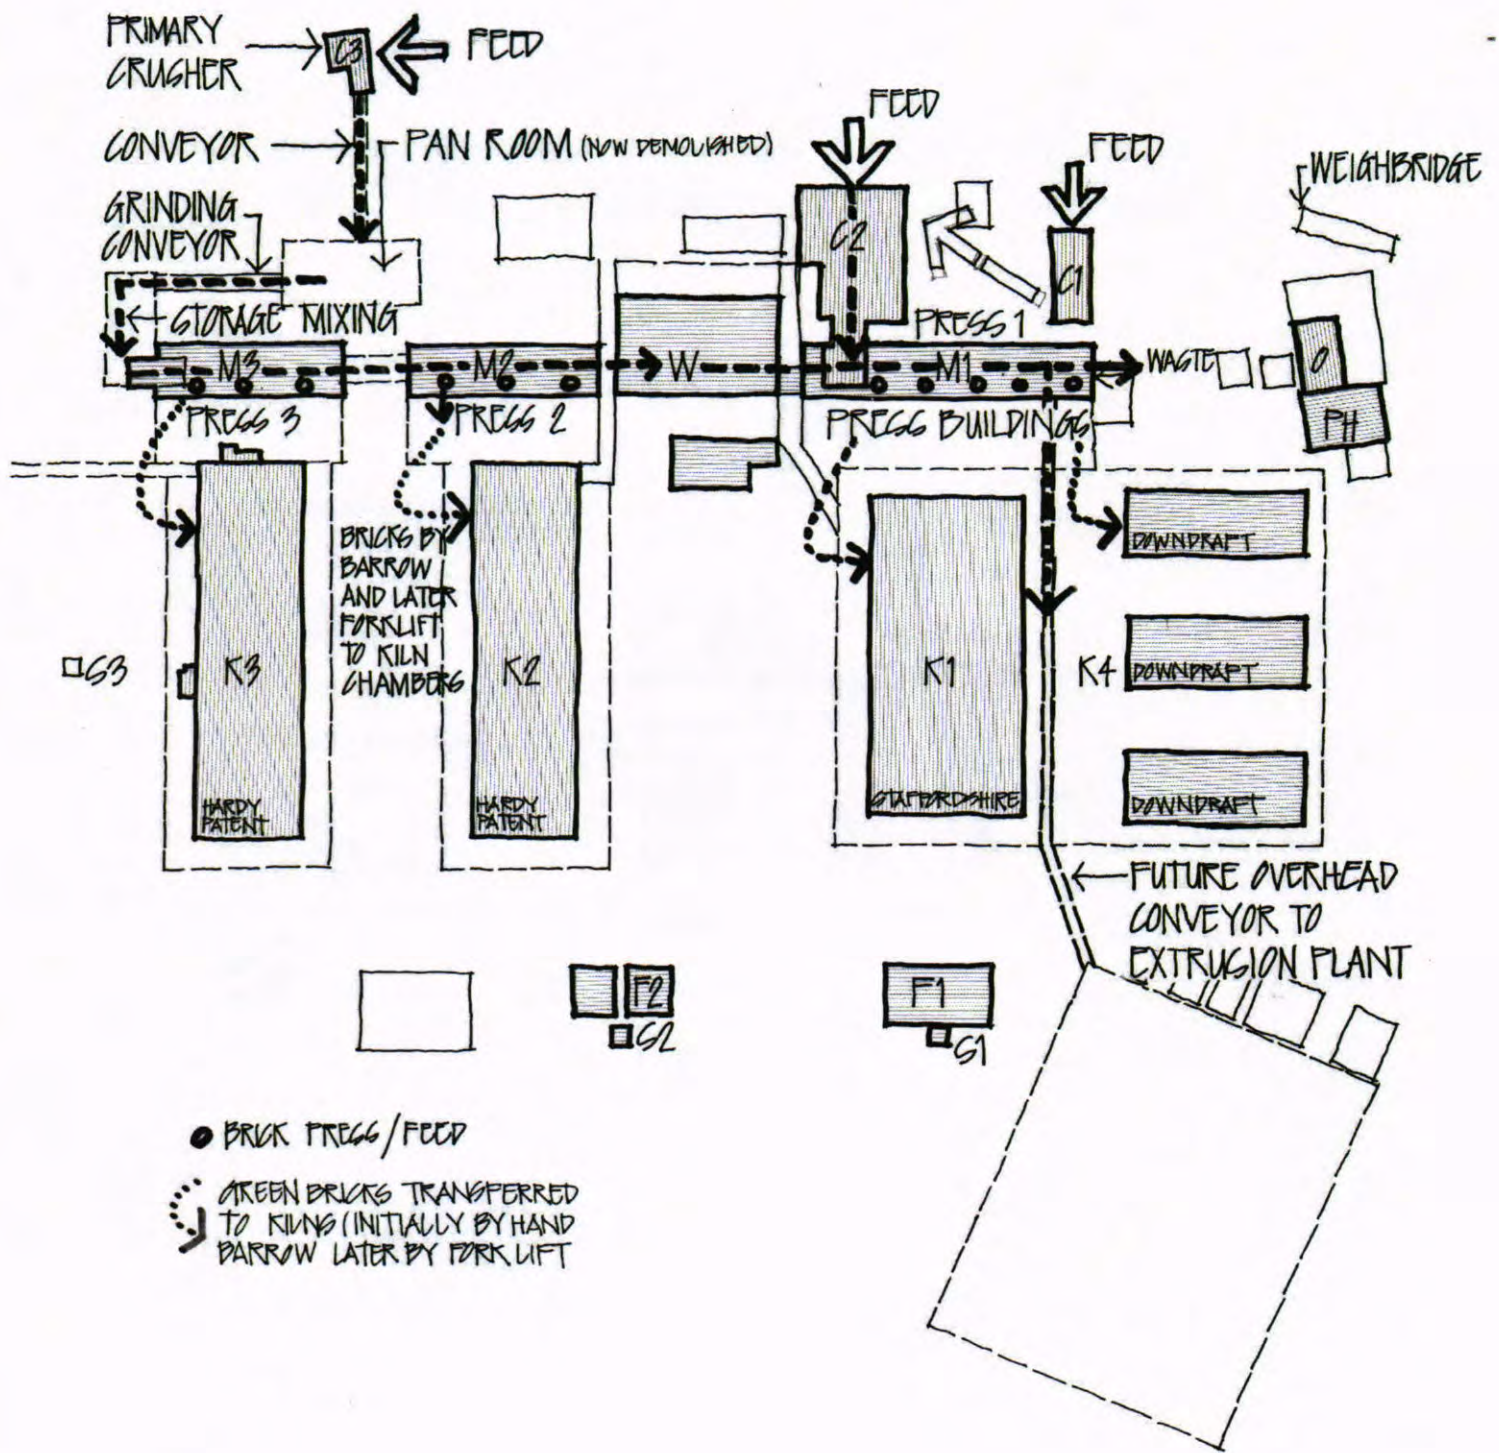 PRIMARY
CRUSHER
C3
FEED
CONVEYOR
PAN ROOM (NOW DEMOLISHED)
FEED
FEED
WEIGHBRIDGE
GRINDING
CONVEYOR
C2
C1
STORAGE MIXING
PRESS 1
M3
M2
W
M1
WASTE
O
PRESS 3
PRESS 2
PRESS BUILDINGS
PH
BRICKS BY
BARROW
AND LATER
FORKLIFT
TO KILN
CHAMBERS
DOWNDRAFT
S3
K3
K2
K1
K4
DOWNDRAFT
HARDY
PATENT
HARDY
PATENT
STAFFORDSHIRE
DOWNDRAFT
FUTURE OVERHEAD
CONVEYOR TO
EXTRUSION PLANT
F2
F1
S2
S1
BRICK PRESS/FEED
GREEN BRICKS TRANSFERRED
TO KILNS (INITIALLY BY HAND
BARROW LATER BY FORK LIFT